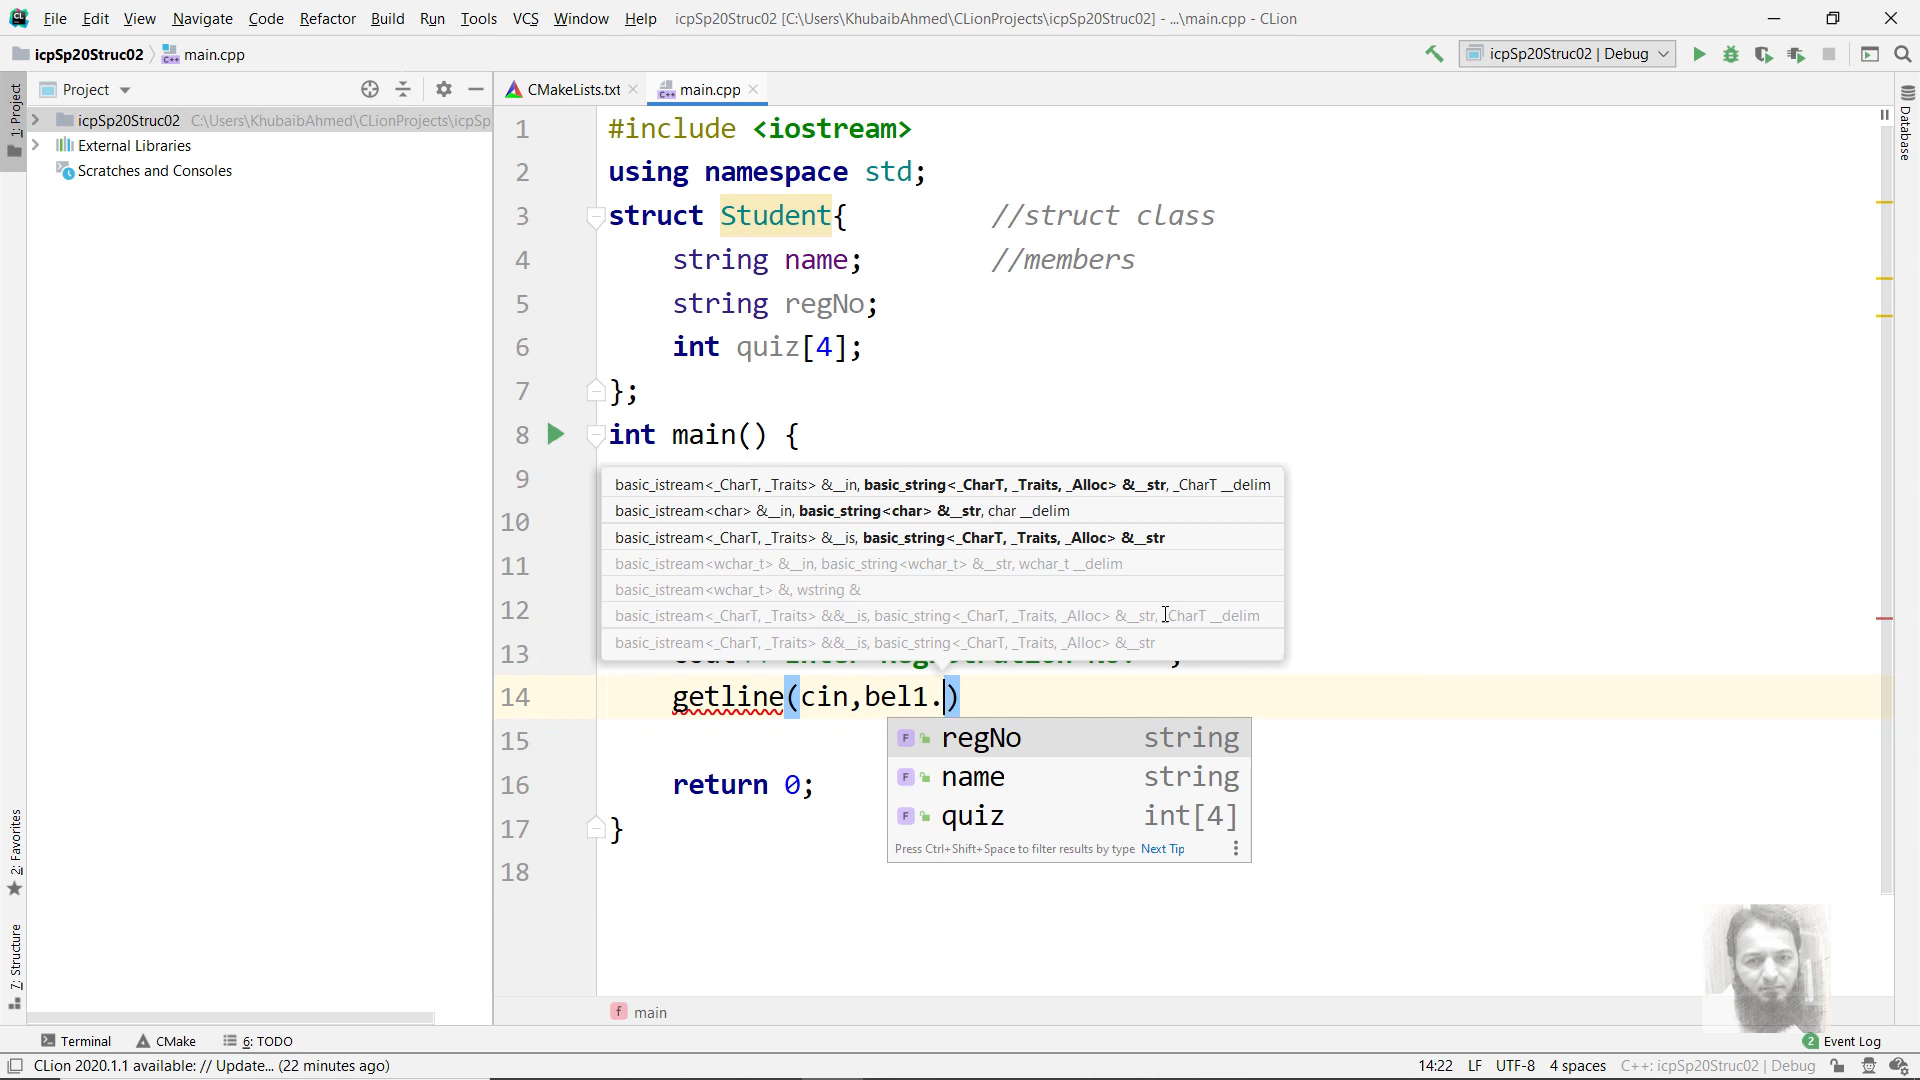 File Edit View Navigate Code Refactor Build Run Tools VCS Window Help icpSp20Struc02 [C:\Users\KhubaibAhmed\CLionProjects\icpSp20Struc02] - ...\main.cpp - CLion
icpSp20Struc02 main.cpp icpSp20Struc02 | Debug
1: Project
Project
icpSp20Struc02 C:\Users\KhubaibAhmed\CLionProjects\icpSp
External Libraries
Scratches and Consoles
CMakeLists.txt main.cpp
1 #include <iostream>
2 using namespace std;
3 struct Student{ //struct class
4 string name; //members
5 string regNo;
6 int quiz[4];
7 };
8 int main() {
9
10
11
12
13
basic_istream<_CharT, _Traits> &__in, basic_string<_CharT, _Traits, _Alloc> &__str, _CharT __delim
basic_istream<char> &__in, basic_string<char> &__str, char __delim
basic_istream<_CharT, _Traits> &__is, basic_string<_CharT, _Traits, _Alloc> &__str
basic_istream<wchar_t> &__in, basic_string<wchar_t> &__str, wchar_t __delim
basic_istream<wchar_t> &, wstring &
basic_istream<_CharT, _Traits> &&__is, basic_string<_CharT, _Traits, _Alloc> &__str, _CharT __delim
basic_istream<_CharT, _Traits> &&__is, basic_string<_CharT, _Traits, _Alloc> &__str
14 getline(cin,bel1.)
regNo string
name string
quiz int[4]
Press Ctrl+Shift+Space to filter results by type Next Tip
15
16 return 0;
17 }
18
main
Database
2: Favorites
7: Structure
Terminal CMake 6: TODO 2 Event Log
CLion 2020.1.1 available: // Update... (22 minutes ago) 14:22 LF UTF-8 4 spaces C++: icpSp20Struc02 | Debug